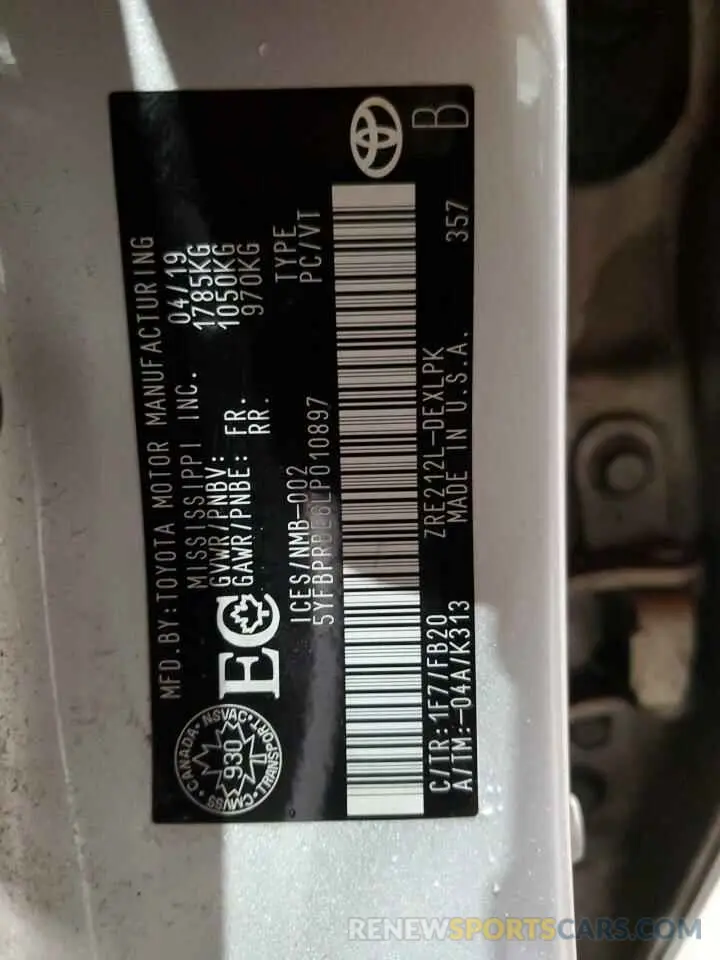 MFD.BY:TOYOTA MOTOR MANUFACTURING
MISSISSIPPI INC. 04/19
GVWR/PNBV: 1785KG
GAWR/PNBE: FR. 1050KG
RR. 970KG
EC
CANADA
NSVAC
TRANSPORT
CMVSS
930
ICES/NMB-002 TYPE
5YFBPRBE6LP010897 PC/VT
C/TR:1F7/FB20 ZRE212L-DEXLPK B
A/TM:-04A/K313 MADE IN U.S.A. 357
RENEWSPORTSCARS.COM